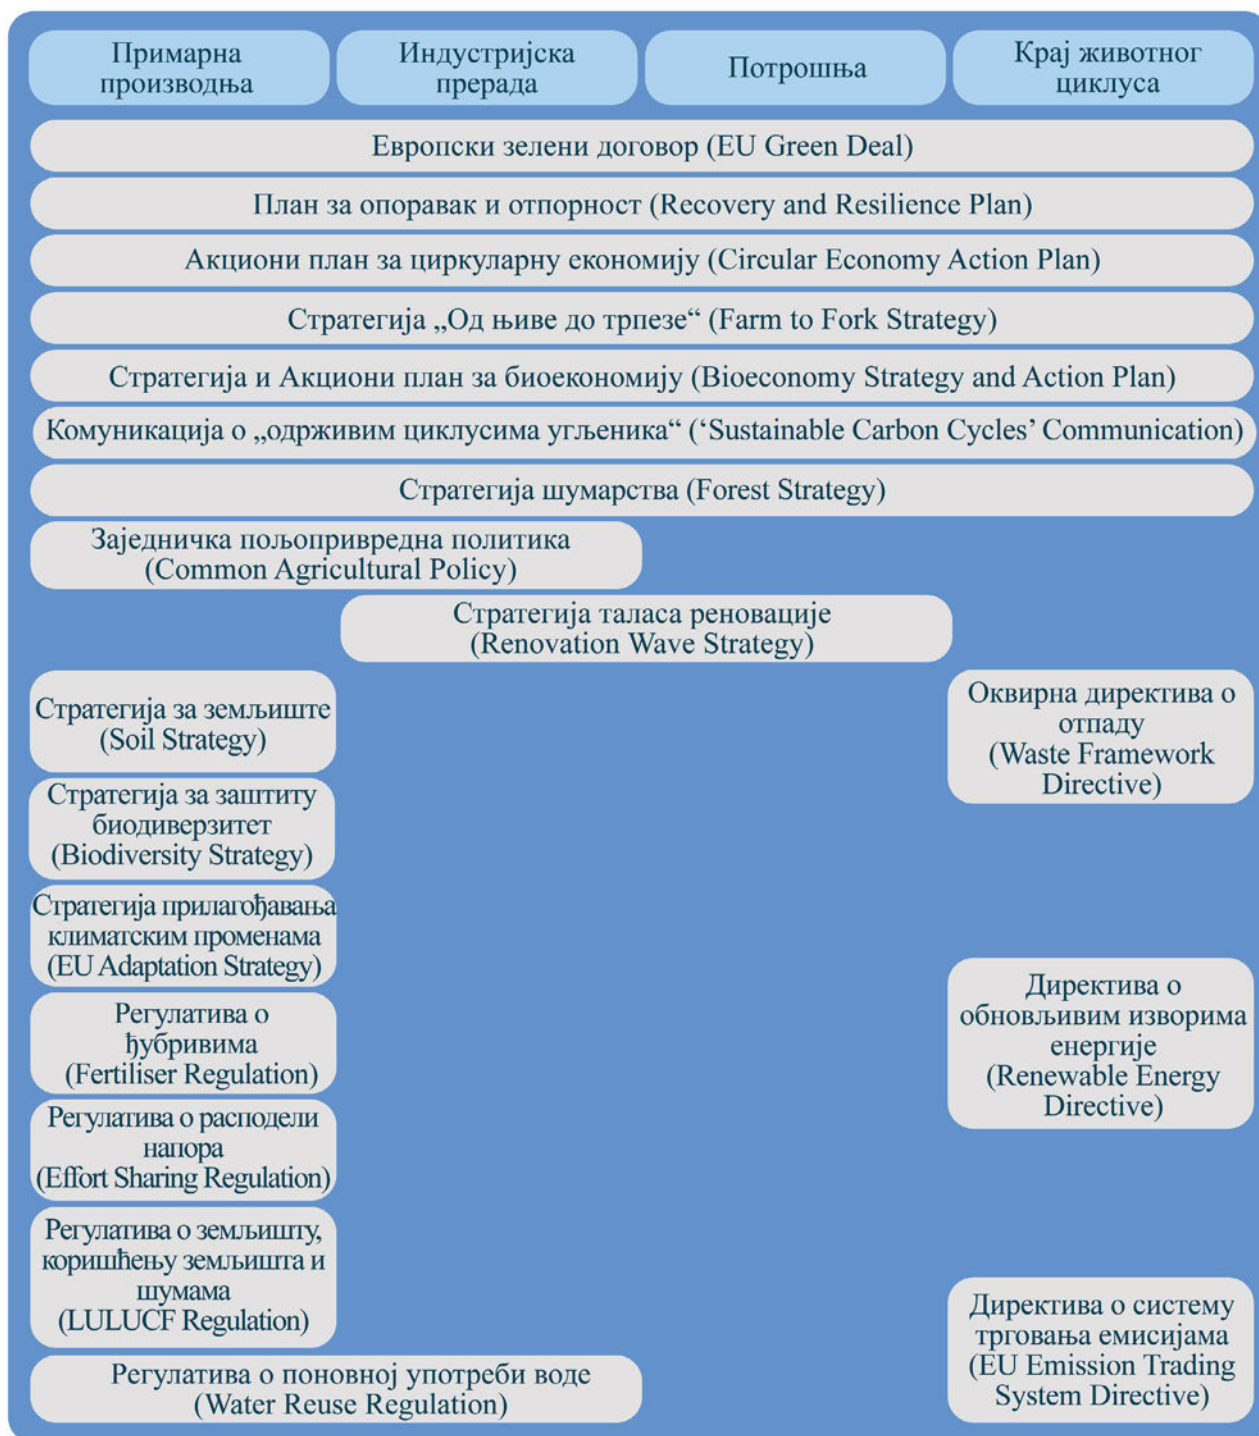 Примарна
производња
Индустријска
прерада
Потрошња
Крај животног
циклуса
Европски зелени договор (EU Green Deal)
План за опоравак и отпорност (Recovery and Resilience Plan)
Акциони план за циркуларну економију (Circular Economy Action Plan)
Стратегија „Од њиве до трпезе“ (Farm to Fork Strategy)
Стратегија и Акциони план за биоекономију (Bioeconomy Strategy and Action Plan)
Комуникација о „одрживим циклусима угљеника“ (‘Sustainable Carbon Cycles’ Communication)
Стратегија шумарства (Forest Strategy)
Заједничка пољопривредна политика
(Common Agricultural Policy)
Стратегија таласа реновације
(Renovation Wave Strategy)
Стратегија за земљиште
(Soil Strategy)
Оквирна директива о
отпаду
(Waste Framework
Directive)
Стратегија за заштиту
биодиверзитет
(Biodiversity Strategy)
Стратегија прилагођавања
климатским променама
(EU Adaptation Strategy)
Директива о
обновљивим изворима
енергије
(Renewable Energy
Directive)
Регулатива о
ђубривима
(Fertiliser Regulation)
Регулатива о расподели
напора
(Effort Sharing Regulation)
Регулатива о земљишту,
коришћењу земљишта и
шумама
(LULUCF Regulation)
Директива о систему
трговања емисијама
(EU Emission Trading
System Directive)
Регулатива о поновној употреби воде
(Water Reuse Regulation)